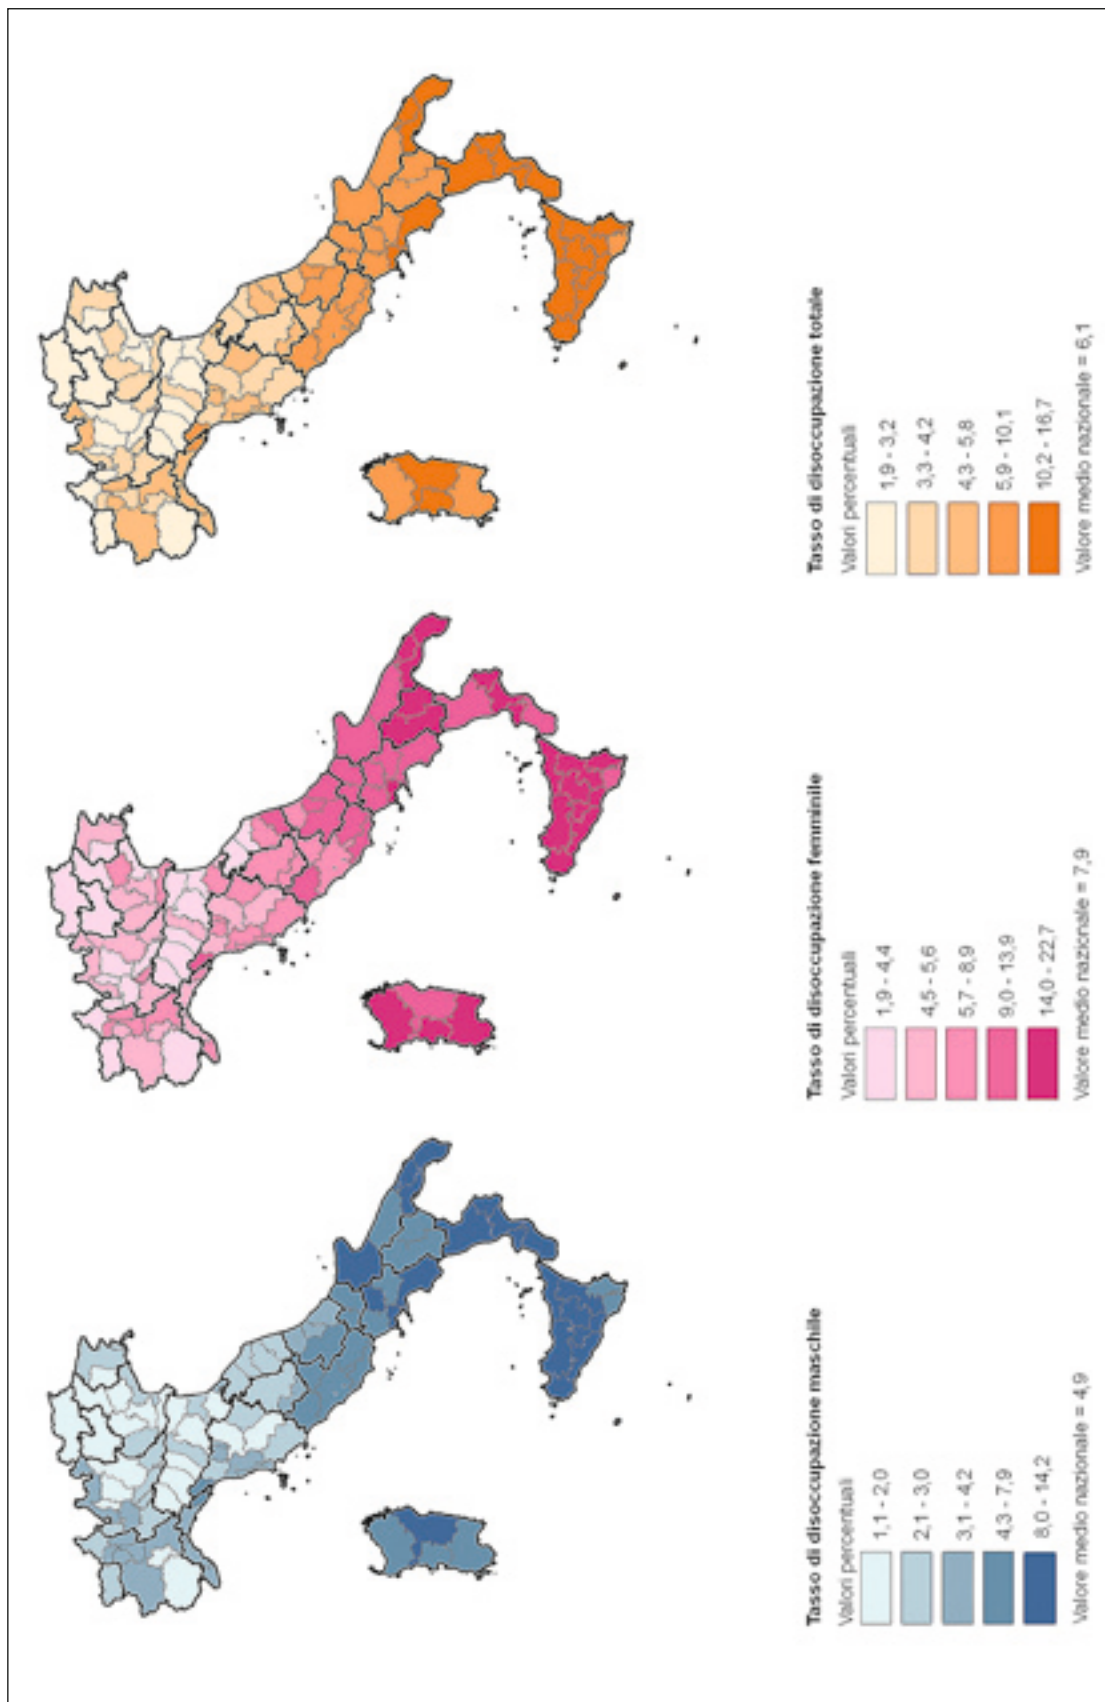 Tasso di disoccupazione maschile
Valori percentuali
1,1 - 2,0
2,1 - 3,0
3,1 - 4,2
4,3 - 7,9
8,0 - 14,2
Valore medio nazionale = 4,9
Tasso di disoccupazione femminile
Valori percentuali
1,9 - 4,4
4,5 - 5,6
5,7 - 8,9
9,0 - 13,9
14,0 - 22,7
Valore medio nazionale = 7,9
Tasso di disoccupazione totale
Valori percentuali
1,9 - 3,2
3,3 - 4,2
4,3 - 5,8
5,9 - 10,1
10,2 - 16,7
Valore medio nazionale = 6,1